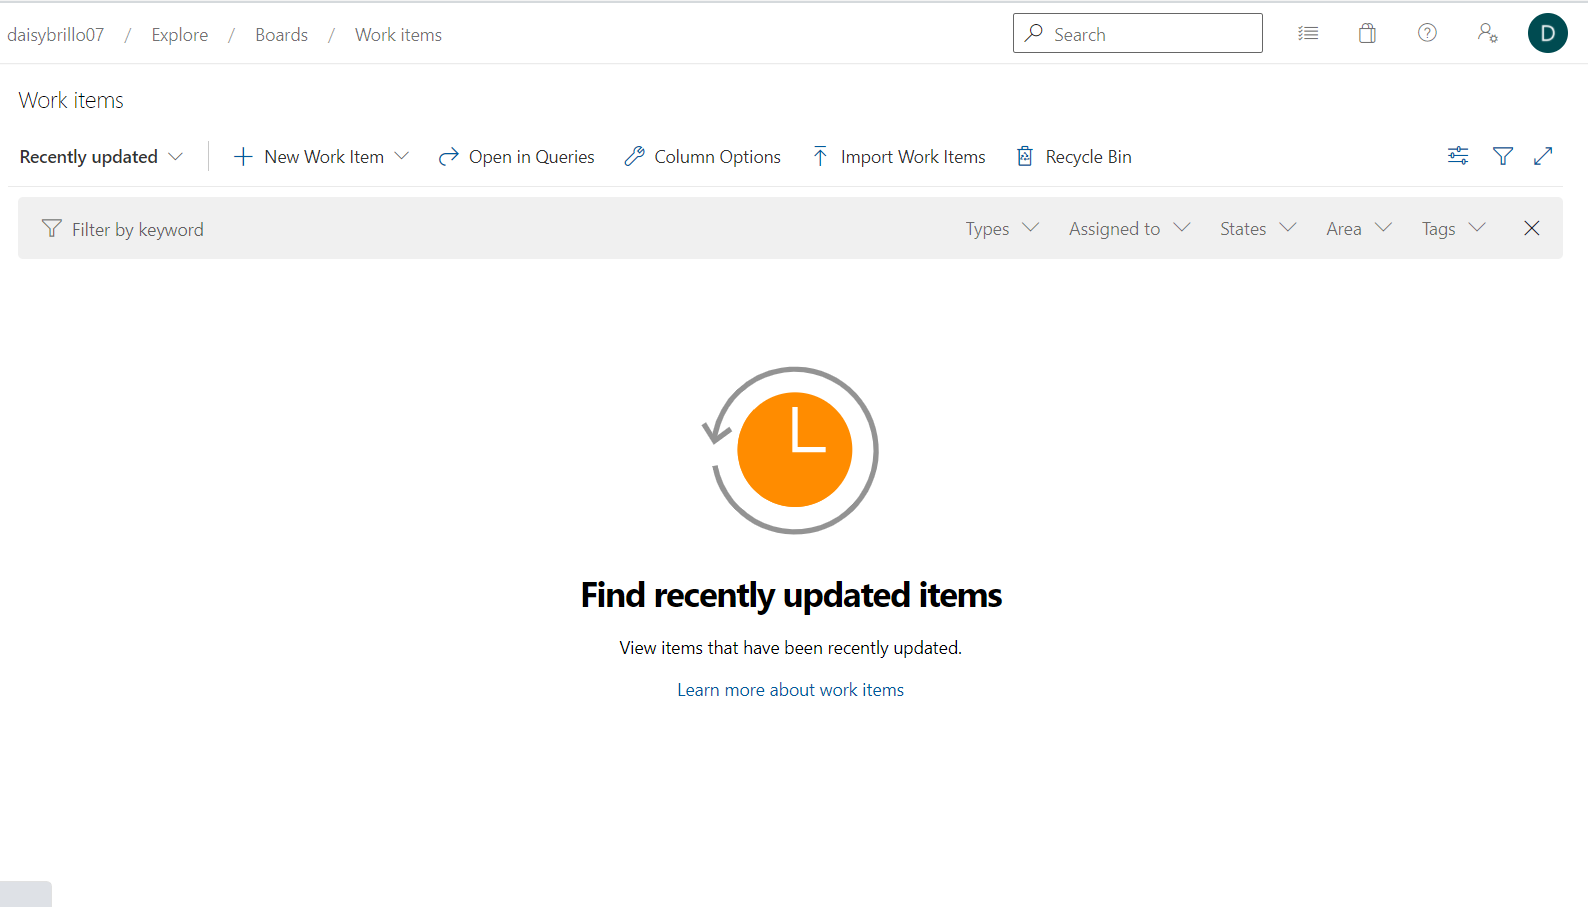 daisybrillo07 / Explore / Boards / Work items
Search
D
Work items
Recently updated
New Work Item
Open in Queries
Column Options
Import Work Items
Recycle Bin
Filter by keyword
Types
Assigned to
States
Area
Tags
Find recently updated items
View items that have been recently updated.
Learn more about work items